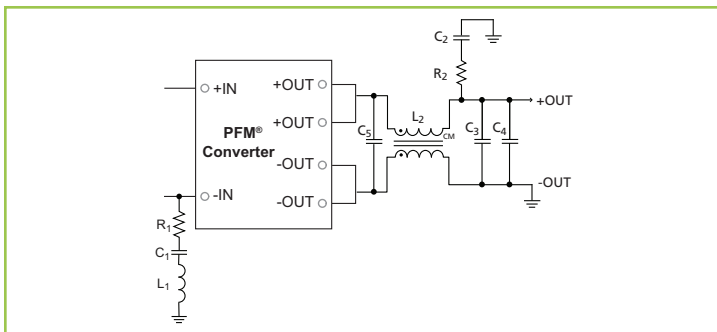 C2
R2
+IN
+OUT
+OUT
L2
+OUT
PFM®
Converter
C5
CM
C3
C4
-OUT
-IN
-OUT
-OUT
R1
C1
L1